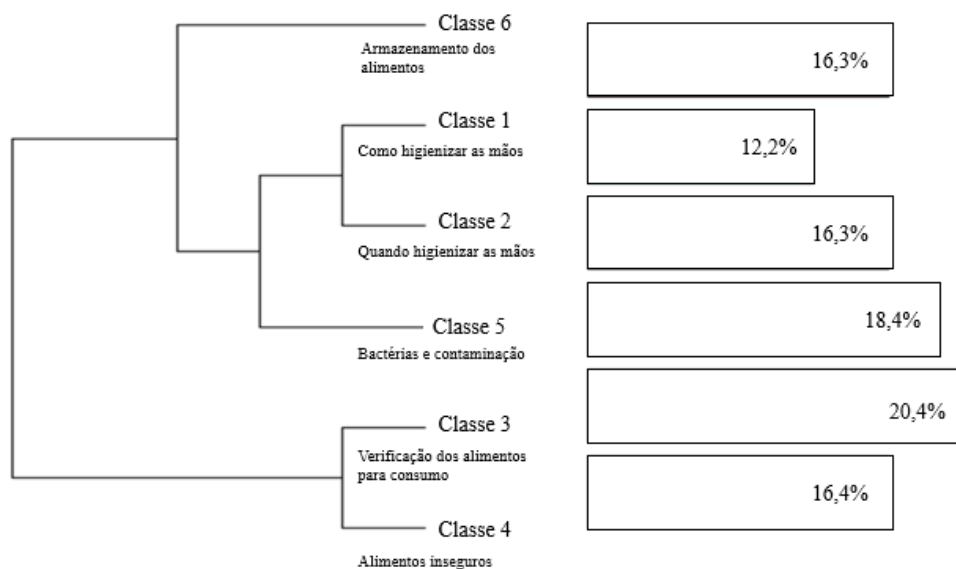 Classe 6
Armazenamento dos
alimentos
16,3%
Classe 1
Como higienizar as mãos
12,2%
Classe 2
Quando higienizar as mãos
16,3%
Classe 5
Bactérias e contaminação
18,4%
Classe 3
Verificação dos alimentos
para consumo
20,4%
Classe 4
Alimentos inseguros
16,4%